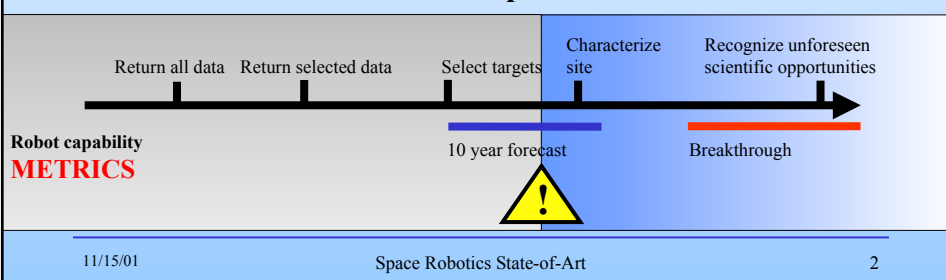 Characterize
Recognize unforeseen
Return all data
Return selected data
Select targets
site
scientific opportunities
Robot capability
METRICS
10 year forecast
Breakthrough
!
11/15/01
Space Robotics State-of-Art
2